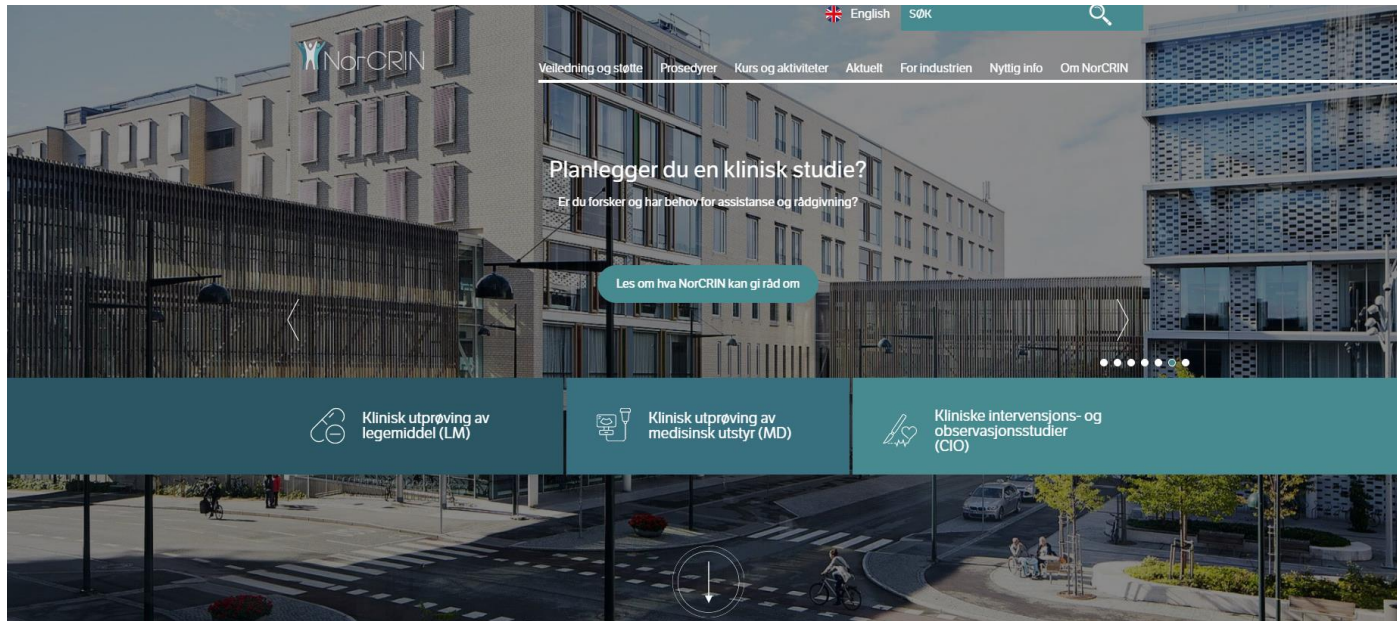 English
SØK
NorCRIN
Veiledning og støtte
Prosedyrer
Kurs og aktiviteter
Aktuelt
For industrien
Nyttig info
Om NorCRIN
Planlegger du en klinisk studie?
Er du forsker og har behov for assistanse og rådgivning?
Les om hva NorCRIN kan gi råd om
Klinisk utprøving av
legemiddel (LM)
Klinisk utprøving av
medisinsk utstyr (MD)
Kliniske intervensjons- og
observasjonsstudier
(CIO)